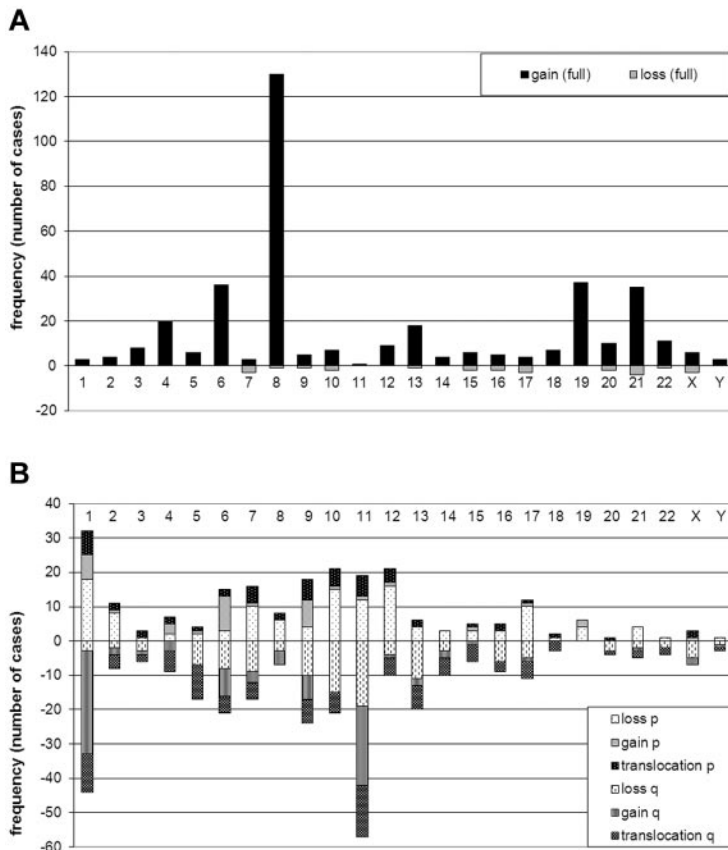 A
frequency (number of cases)
140
120
100
80
60
40
20
0
-20
gain (full) loss (full)
1 2 3 4 5 6 7 8 9 10 11 12 13 14 15 16 17 18 19 20 21 22 X Y
B
frequency (number of cases)
40
30
20
10
0
-10
-20
-30
-40
-50
-60
1 2 3 4 5 6 7 8 9 10 11 12 13 14 15 16 17 18 19 20 21 22 X Y
loss p
gain p
translocation p
loss q
gain q
translocation q